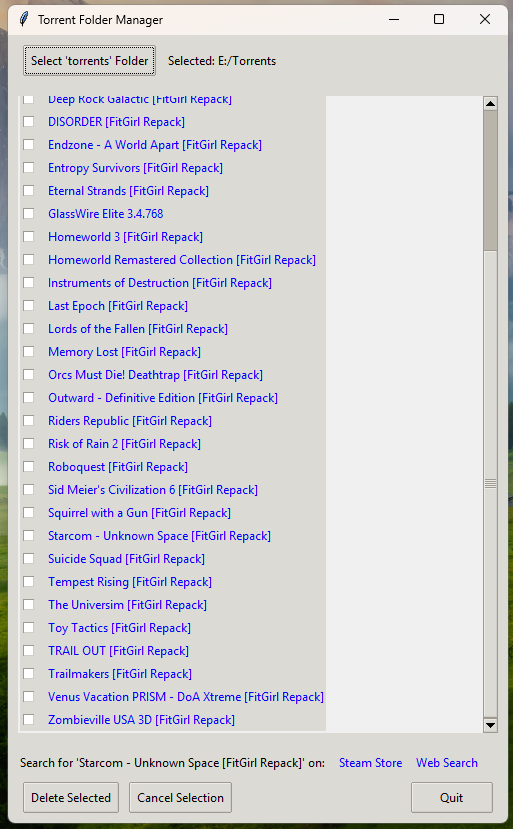 Torrent Folder Manager
Select 'torrents' Folder
Selected: E:/Torrents
Deep Rock Galactic [FitGirl Repack]
DISORDER [FitGirl Repack]
Endzone - A World Apart [FitGirl Repack]
Entropy Survivors [FitGirl Repack]
Eternal Strands [FitGirl Repack]
GlassWire Elite 3.4.768
Homeworld 3 [FitGirl Repack]
Homeworld Remastered Collection [FitGirl Repack]
Instruments of Destruction [FitGirl Repack]
Last Epoch [FitGirl Repack]
Lords of the Fallen [FitGirl Repack]
Memory Lost [FitGirl Repack]
Orcs Must Die! Deathtrap [FitGirl Repack]
Outward - Definitive Edition [FitGirl Repack]
Riders Republic [FitGirl Repack]
Risk of Rain 2 [FitGirl Repack]
Roboquest [FitGirl Repack]
Sid Meier's Civilization 6 [FitGirl Repack]
Squirrel with a Gun [FitGirl Repack]
Starcom - Unknown Space [FitGirl Repack]
Suicide Squad [FitGirl Repack]
Tempest Rising [FitGirl Repack]
The Universim [FitGirl Repack]
Toy Tactics [FitGirl Repack]
TRAIL OUT [FitGirl Repack]
Trailmakers [FitGirl Repack]
Venus Vacation PRISM - DoA Xtreme [FitGirl Repack]
Zombieville USA 3D [FitGirl Repack]
Search for 'Starcom - Unknown Space [FitGirl Repack]' on: Steam Store Web Search
Delete Selected Cancel Selection Quit